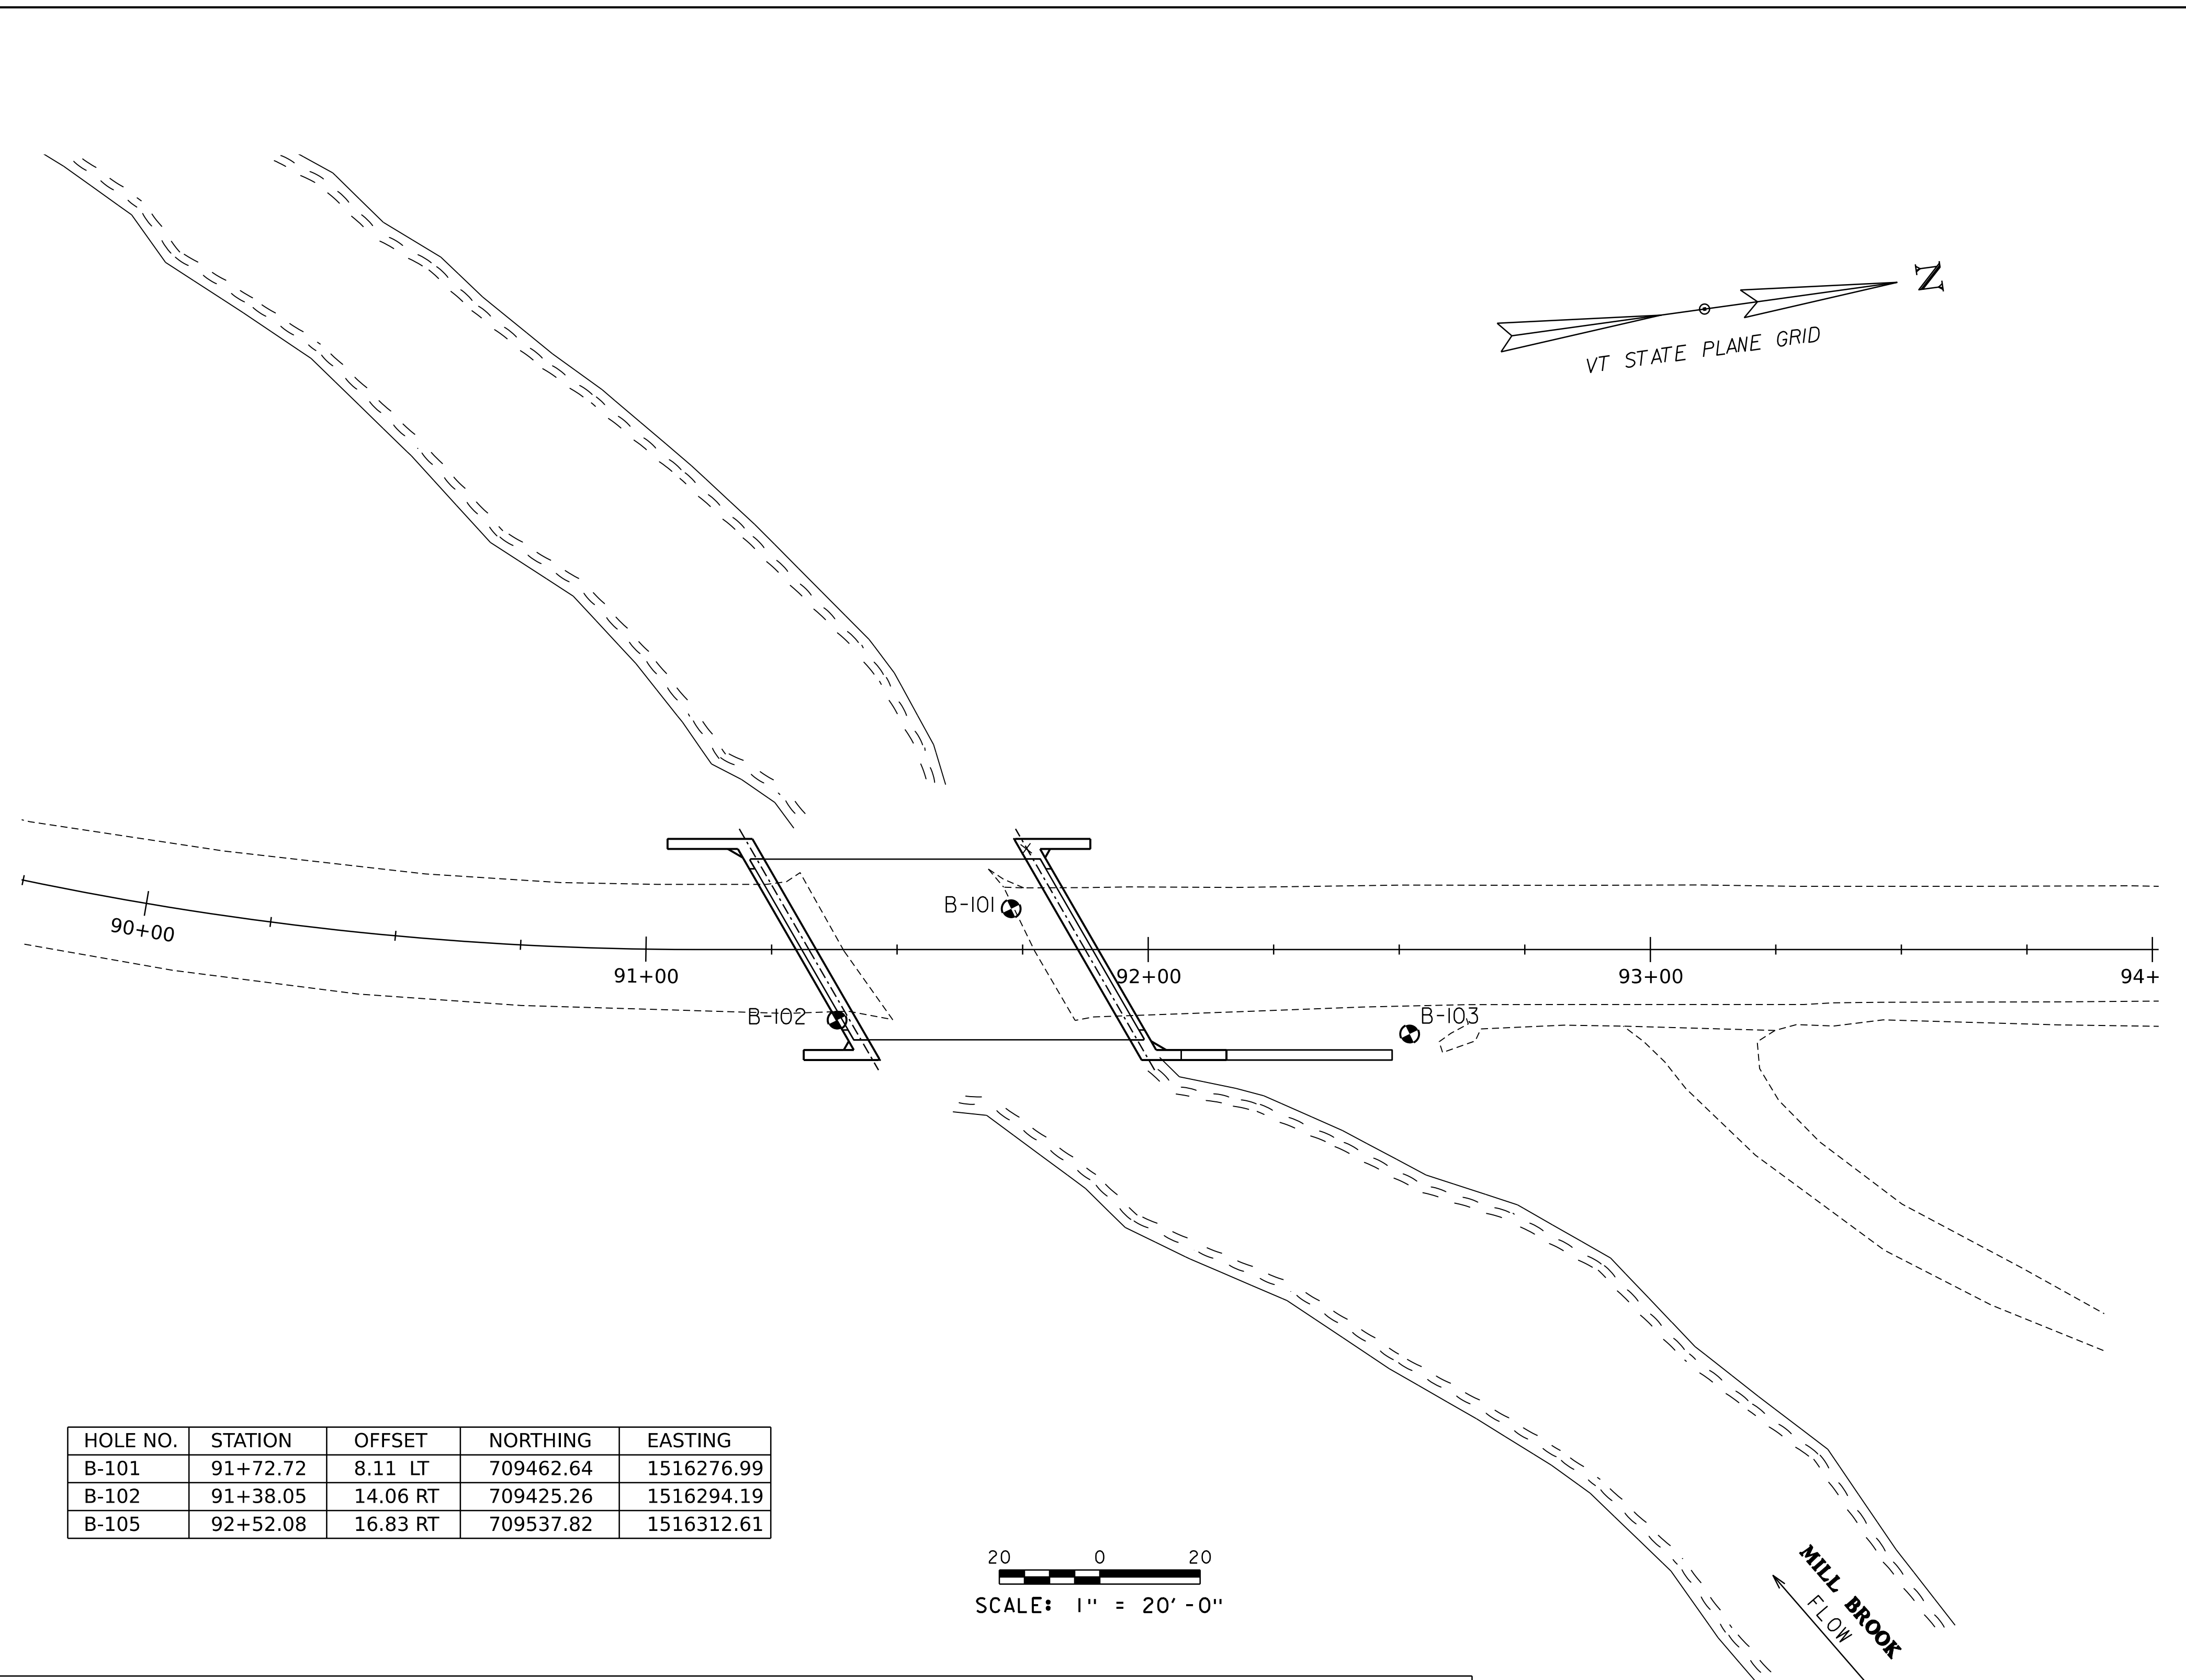 N
VT STATE PLANE GRID
B-101
90+00
91+00
92+00
93+00
94+
B-102
B-103
HOLE NO. STATION OFFSET NORTHING EASTING
B-101 91+72.72 8.11 LT 709462.64 1516276.99
B-102 91+38.05 14.06 RT 709425.26 1516294.19
B-105 92+52.08 16.83 RT 709537.82 1516312.61
20 0 20
SCALE: 1" = 20'-0"
MILL BROOK
FLOW